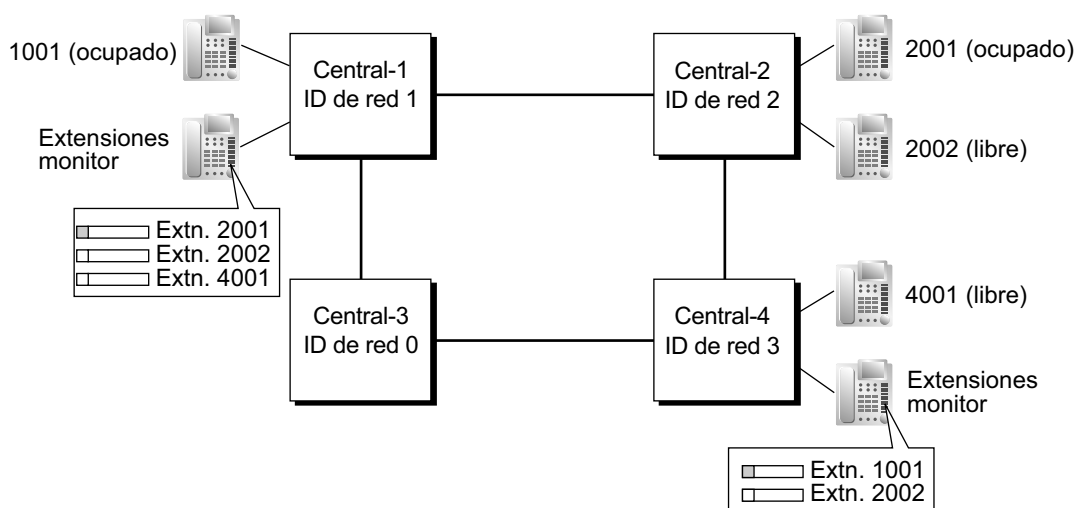 1001 (ocupado)
Central-1
ID de red 1
Central-2
ID de red 2
2001 (ocupado)
Extensiones
monitor
2002 (libre)
Extn. 2001
Extn. 2002
Extn. 4001
Central-3
ID de red 0
Central-4
ID de red 3
4001 (libre)
Extensiones
monitor
Extn. 1001
Extn. 2002